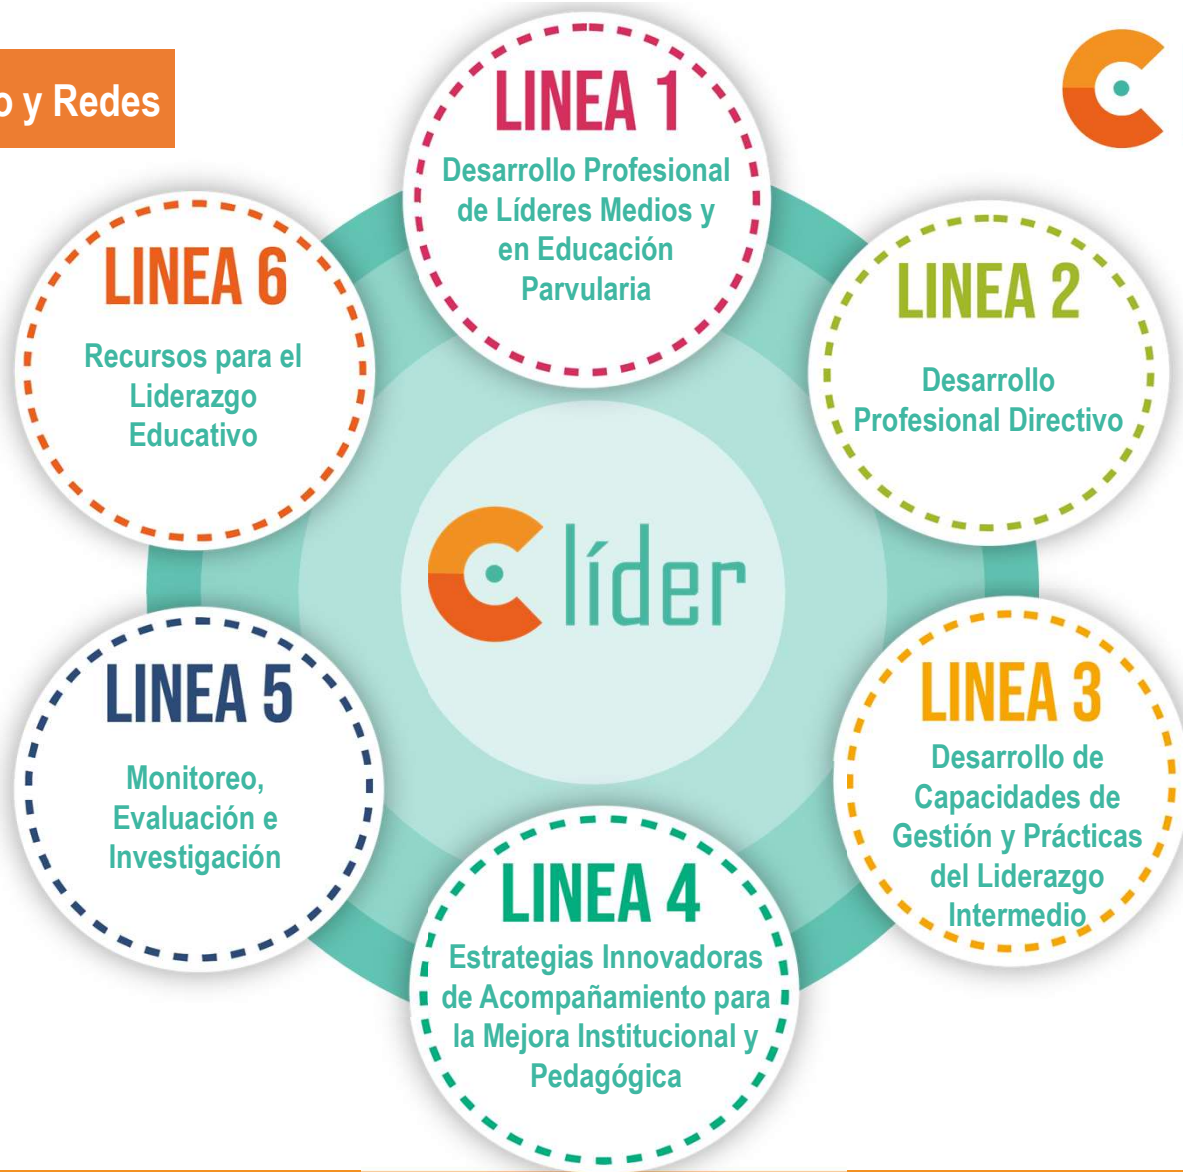 o y Redes
LINEA 1
Desarrollo Profesional
de Líderes Medios y
en Educación
Parvularia
LINEA 2
Desarrollo
Profesional Directivo
LINEA 3
Desarrollo de
Capacidades de
Gestión y Prácticas
del Liderazgo
Intermedio
LINEA 4
Estrategias Innovadoras
de Acompañamiento para
la Mejora Institucional y
Pedagógica
LINEA 5
Monitoreo,
Evaluación e
Investigación
LINEA 6
Recursos para el
Liderazgo
Educativo
C líder
C